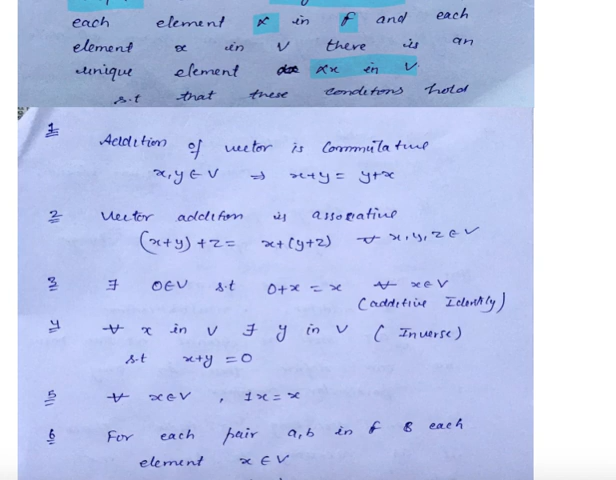 each element α in f and each
element x in V there is an
unique element αx in V.
s.t that these conditons hold
1 Addition of vector is Commutative
x,y ∈ V ⇒ x+y = y+x
2 Vector addition is associative
(x+y)+z = x+(y+z) ∀ x,y,z ∈ V
3 ∃ 0∈V s.t 0+x = x ∀ x∈V
(additive Identity)
4 ∀ x in V ∃ y in V (Inverse)
s.t x+y = 0
5 ∀ x∈V, 1x = x
6 For each pair a,b in f & each
element x ∈ V